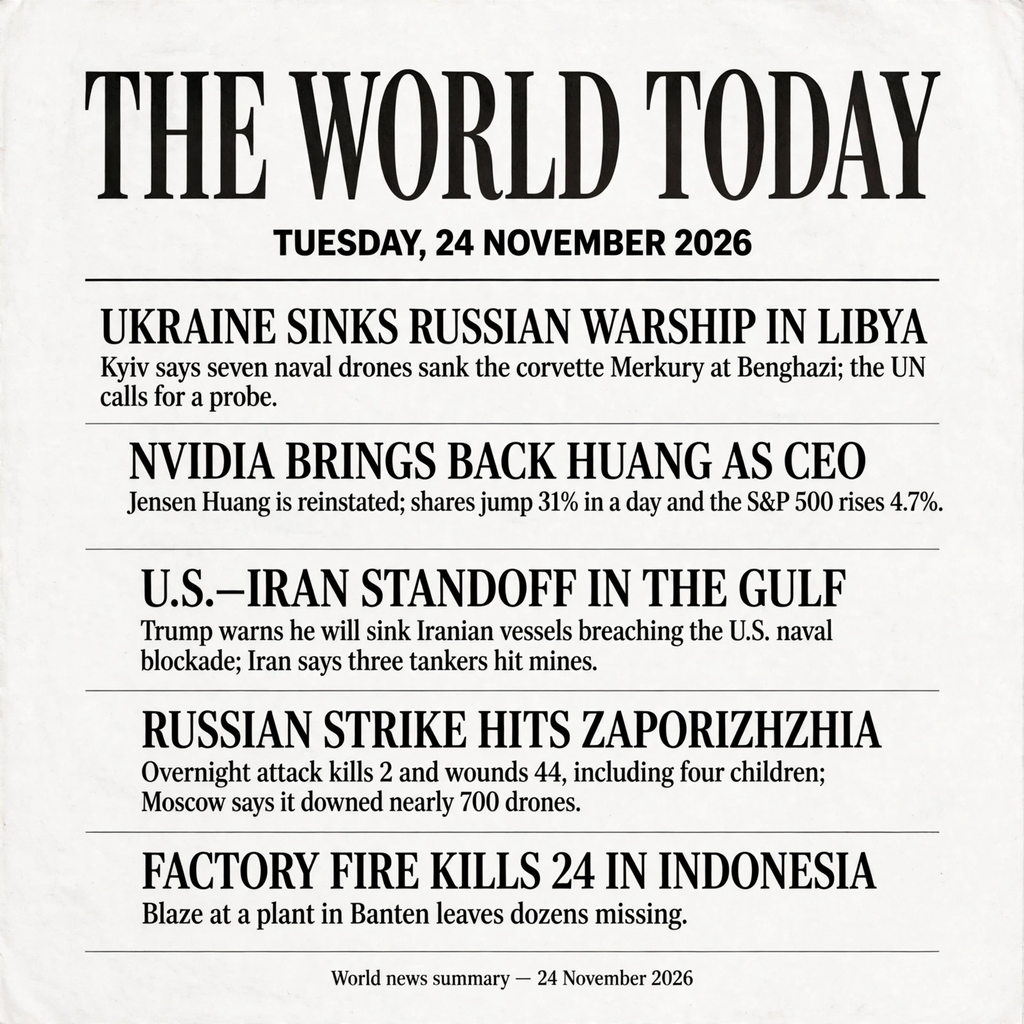 THE WORLD TODAY
TUESDAY, 24 NOVEMBER 2026
UKRAINE SINKS RUSSIAN WARSHIP IN LIBYA
Kyiv says seven naval drones sank the corvette Merkury at Benghazi; the UN
calls for a probe.
NVIDIA BRINGS BACK HUANG AS CEO
Jensen Huang is reinstated; shares jump 31% in a day and the S&P 500 rises 4.7%.
U.S.—IRAN STANDOFF IN THE GULF
Trump warns he will sink Iranian vessels breaching the U.S. naval
blockade; Iran says three tankers hit mines.
RUSSIAN STRIKE HITS ZAPORIZHZHIA
Overnight attack kills 2 and wounds 44, including four children;
Moscow says it downed nearly 700 drones.
FACTORY FIRE KILLS 24 IN INDONESIA
Blaze at a plant in Banten leaves dozens missing.
World news summary — 24 November 2026